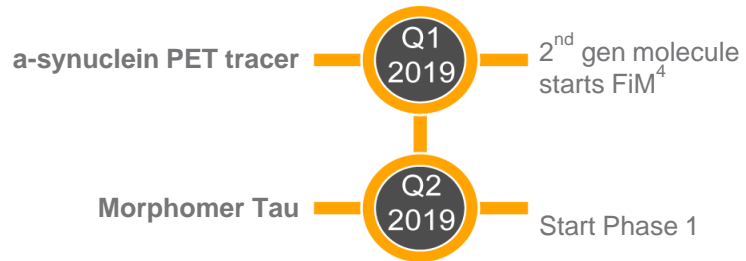 a-synuclein PET tracer
Q1
2019
2nd gen molecule
starts FiM4
Morphomer Tau
Q2
2019
Start Phase 1